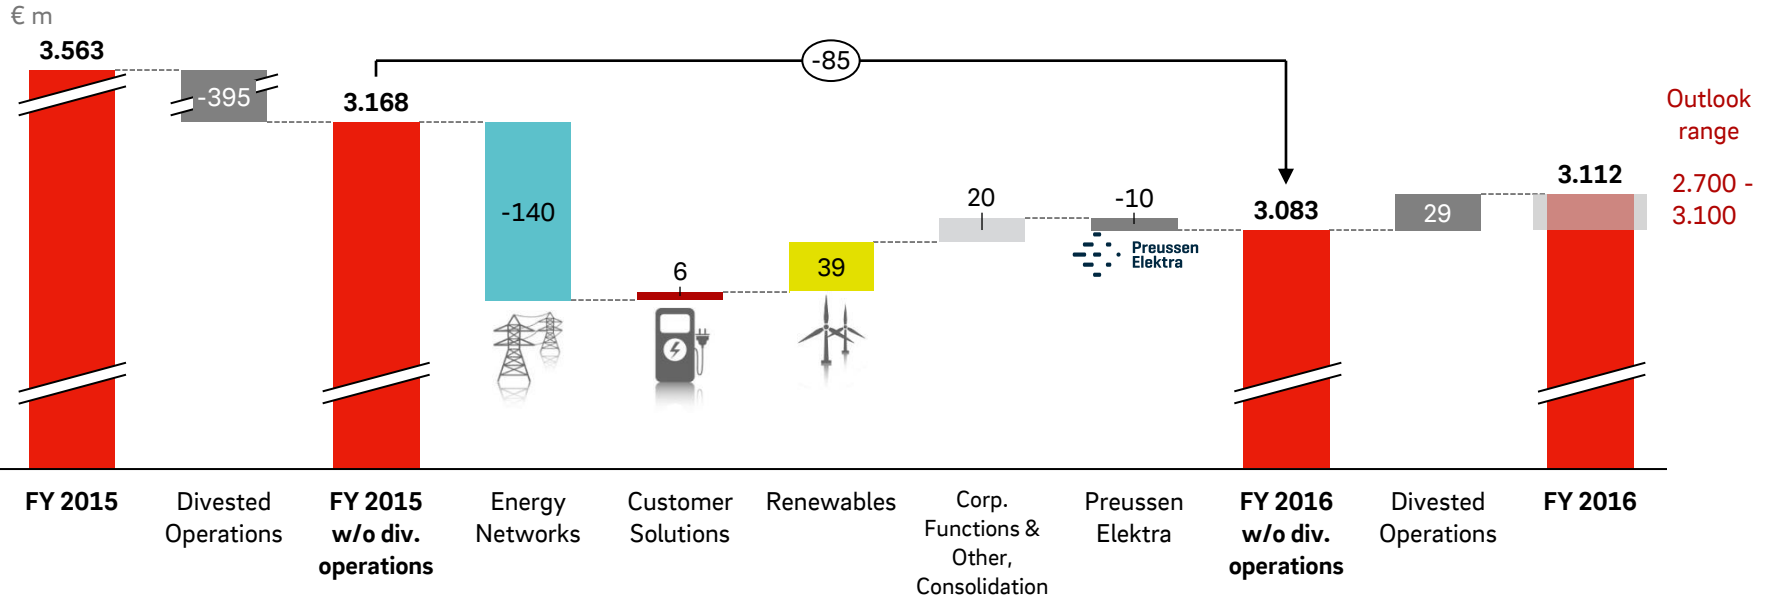 € m
3.563
-395
3.168
-140
6
39
20
-10
Preussen
Elektra
-85
3.083
29
3.112
Outlook
range
2.700 -
3.100
FY 2015
Divested
Operations
FY 2015
w/o div.
operations
Energy
Networks
Customer
Solutions
Renewables
Corp.
Functions &
Other,
Consolidation
Preussen
Elektra
FY 2016
w/o div.
operations
Divested
Operations
FY 2016